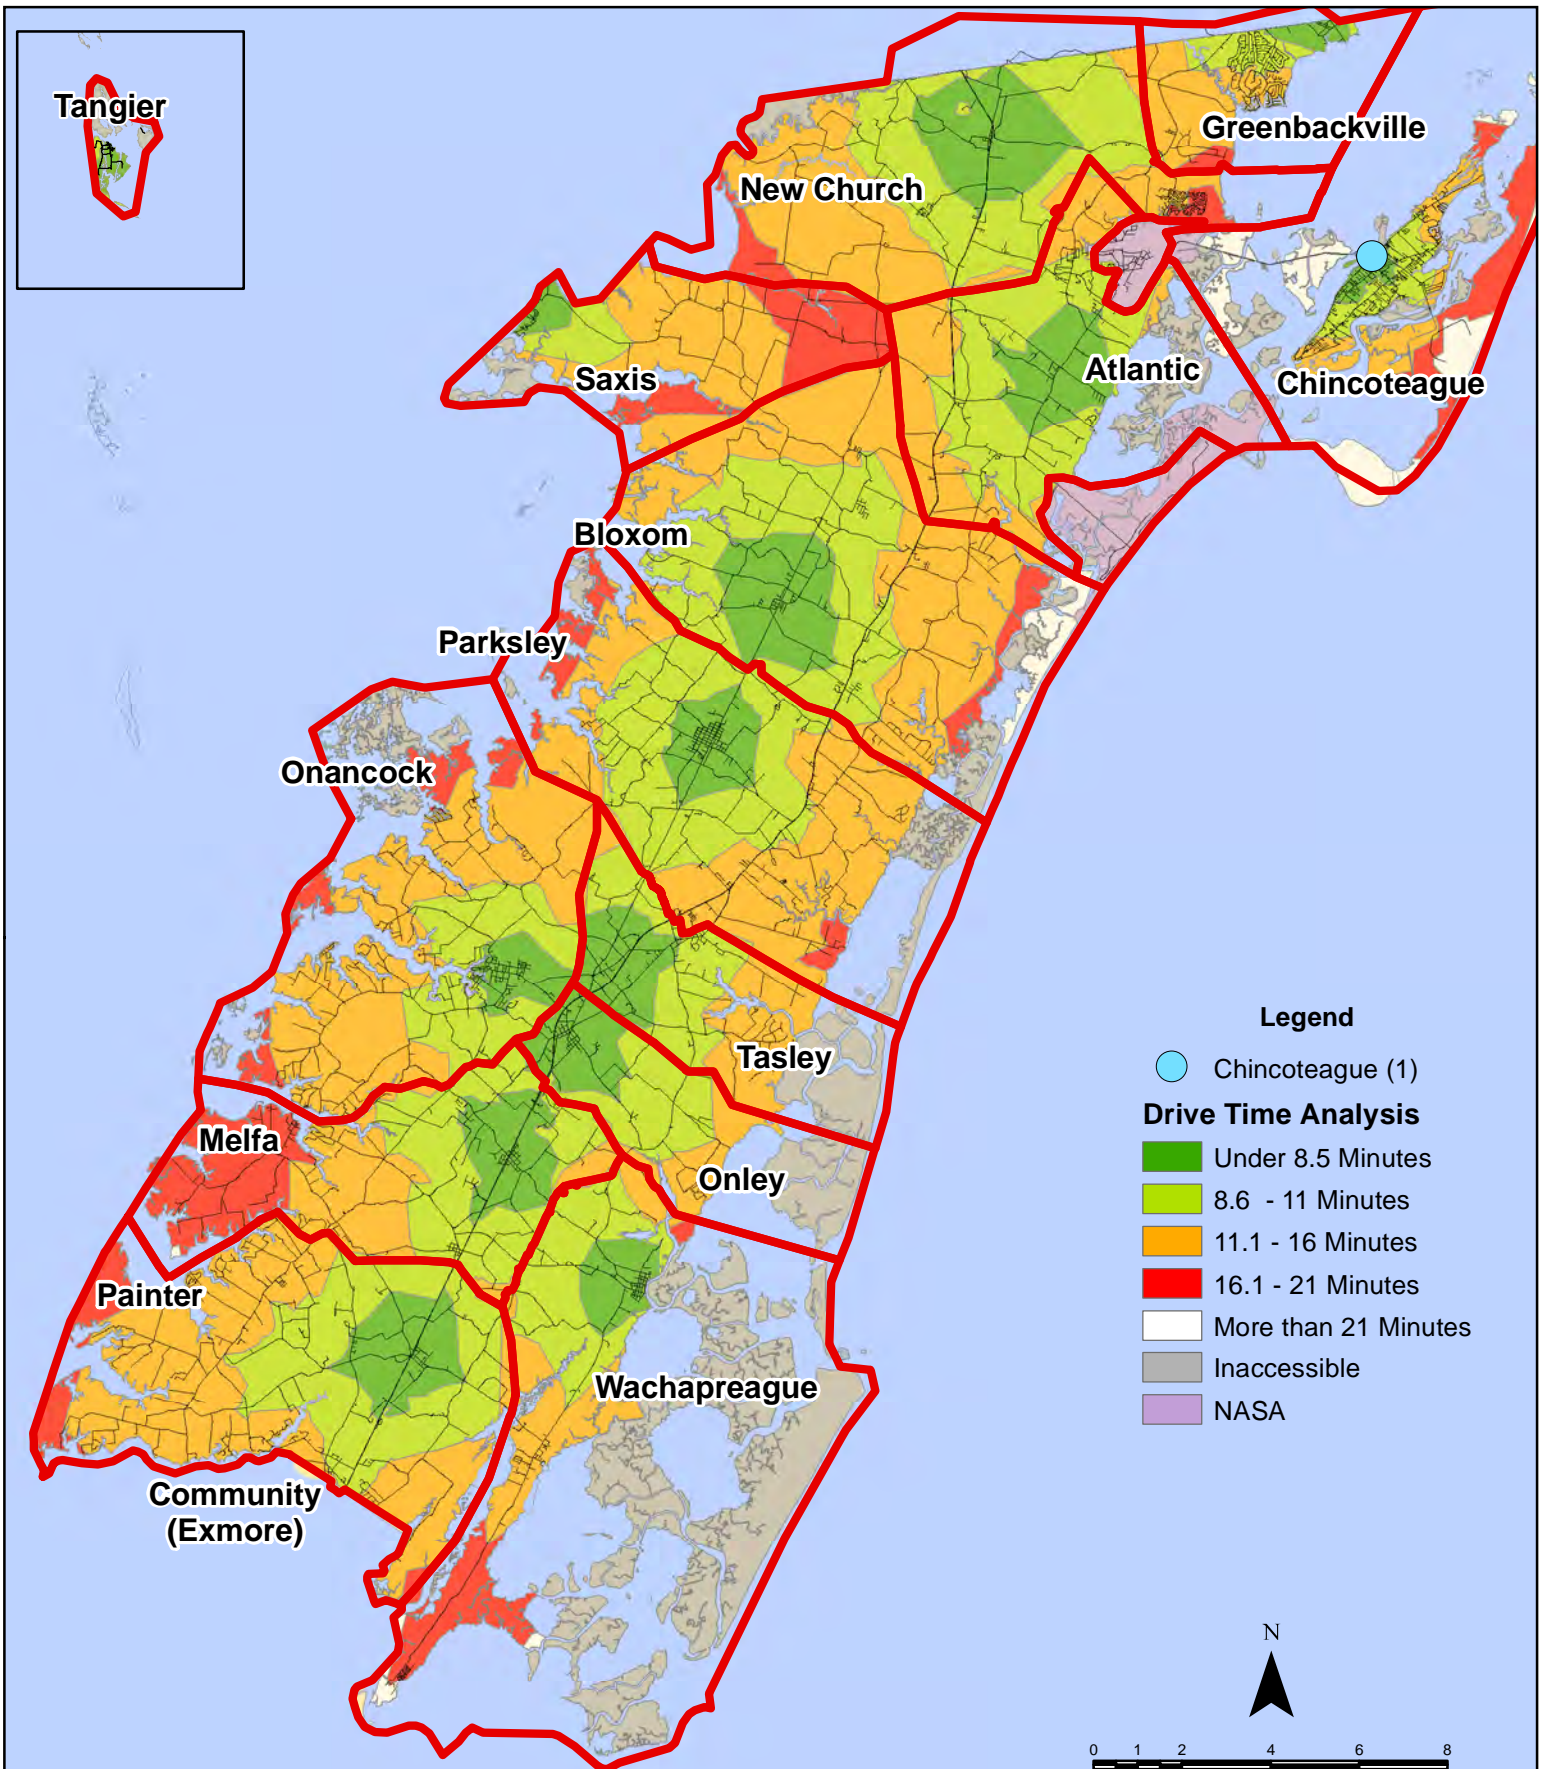 Tangier
Greenbackville
New Church
Atlantic
Chincoteague
Saxis
Bloxom
Parksley
Onancock
Tasley
Melfa
Onley
Painter
Wachapreague
Community
(Exmore)
Legend
Chincoteague (1)
Drive Time Analysis
Under 8.5 Minutes
8.6 - 11 Minutes
11.1 - 16 Minutes
16.1 - 21 Minutes
More than 21 Minutes
Inaccessible
NASA
N
0 1 2 4 6 8